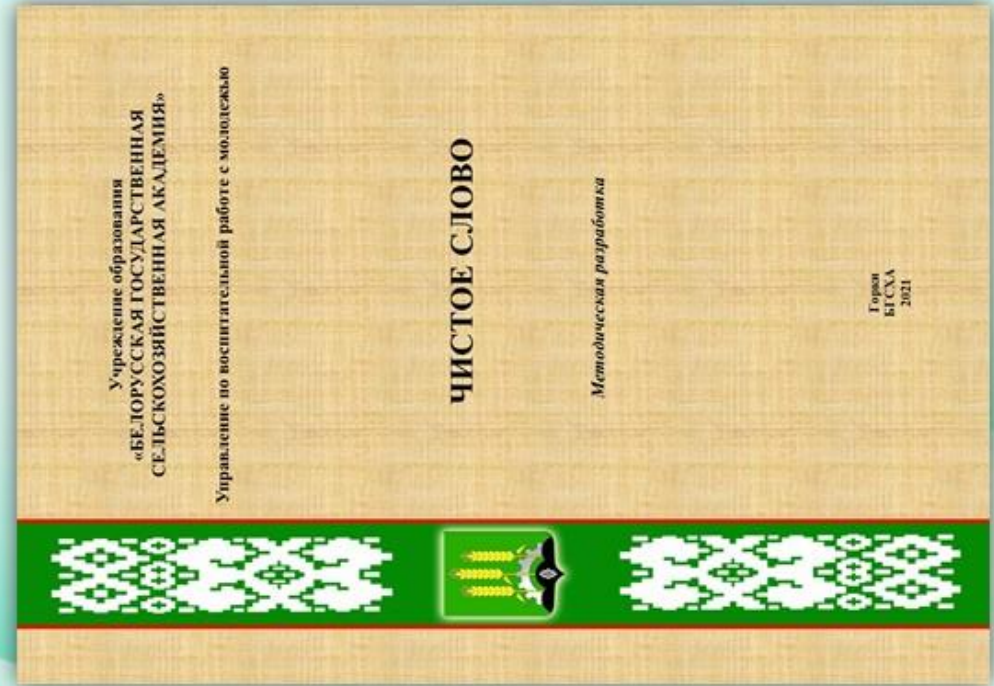 Учреждение образования
«БЕЛОРУССКАЯ ГОСУДАРСТВЕННАЯ
СЕЛЬСКОХОЗЯЙСТВЕННАЯ АКАДЕМИЯ»
Управление по воспитательной работе с молодежью
ЧИСТОЕ СЛОВО
Методическая разработка
Горки
БГСХА
2021